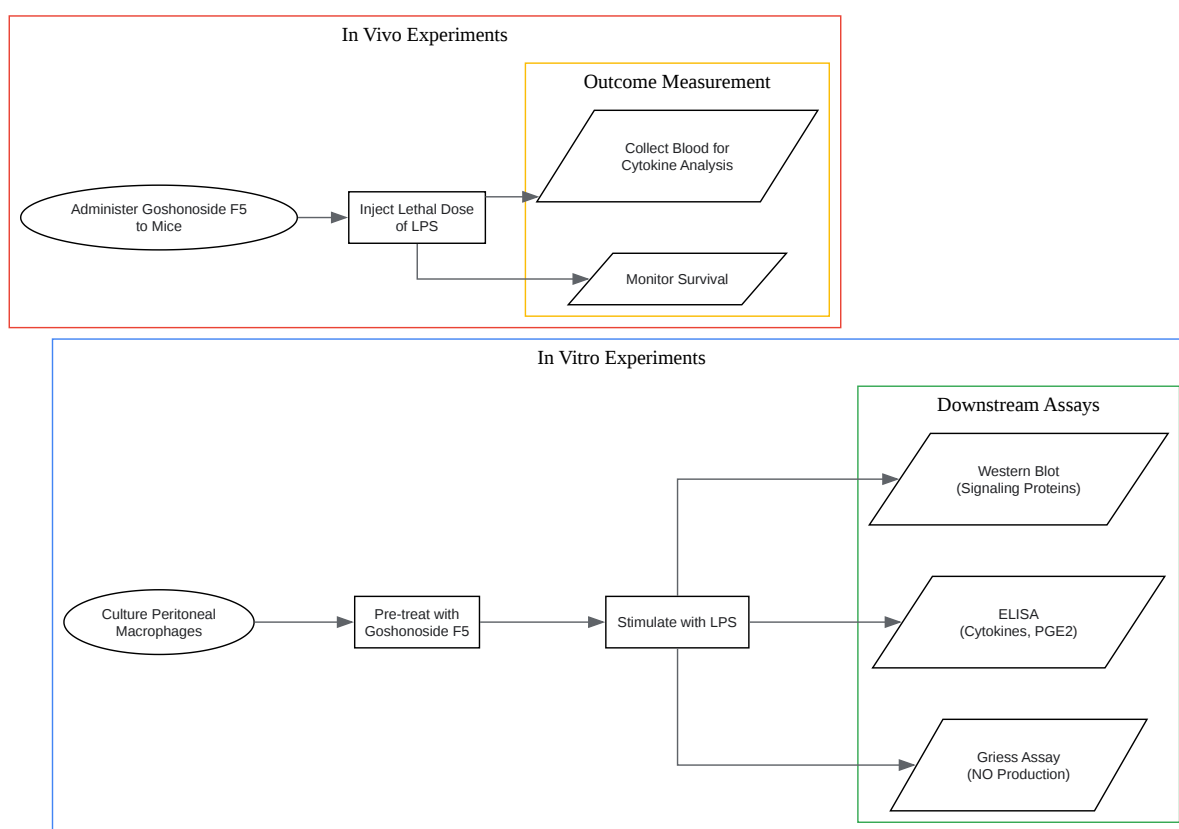 In Vivo Experiments
Outcome Measurement
Collect Blood for
Cytokine Analysis
Administer Goshonoside F5
to Mice
Inject Lethal Dose
of LPS
Monitor Survival
In Vitro Experiments
Downstream Assays
Western Blot
(Signaling Proteins)
Culture Peritoneal
Macrophages
Pre-treat with
Goshonoside F5
Stimulate with LPS
ELISA
(Cytokines, PGE2)
Griess Assay
(NO Production)